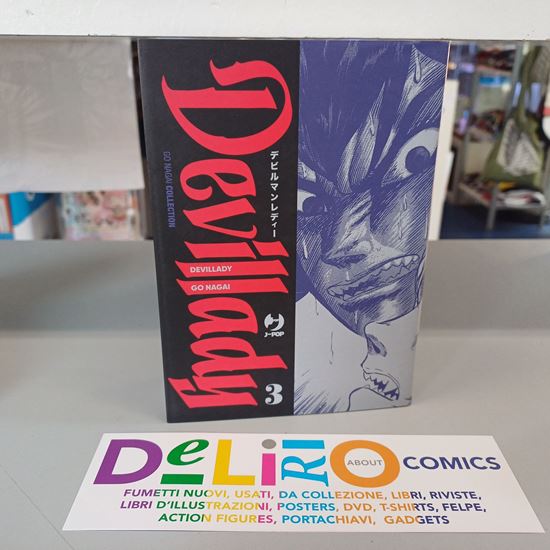 Devillady
デビルマンレディー
GO NAGAI COLLECTION
DEVILLADY
GO NAGAI
J-POP
3
DeLiRiO ABOUT COMICS
FUMETTI NUOVI, USATI, DA COLLEZIONE, LIBRI, RIVISTE,
LIBRI D'ILLUSTRAZIONI, POSTERS, DVD, T-SHIRTS, FELPE,
ACTION FIGURES, PORTACHIAVI, GADGETS